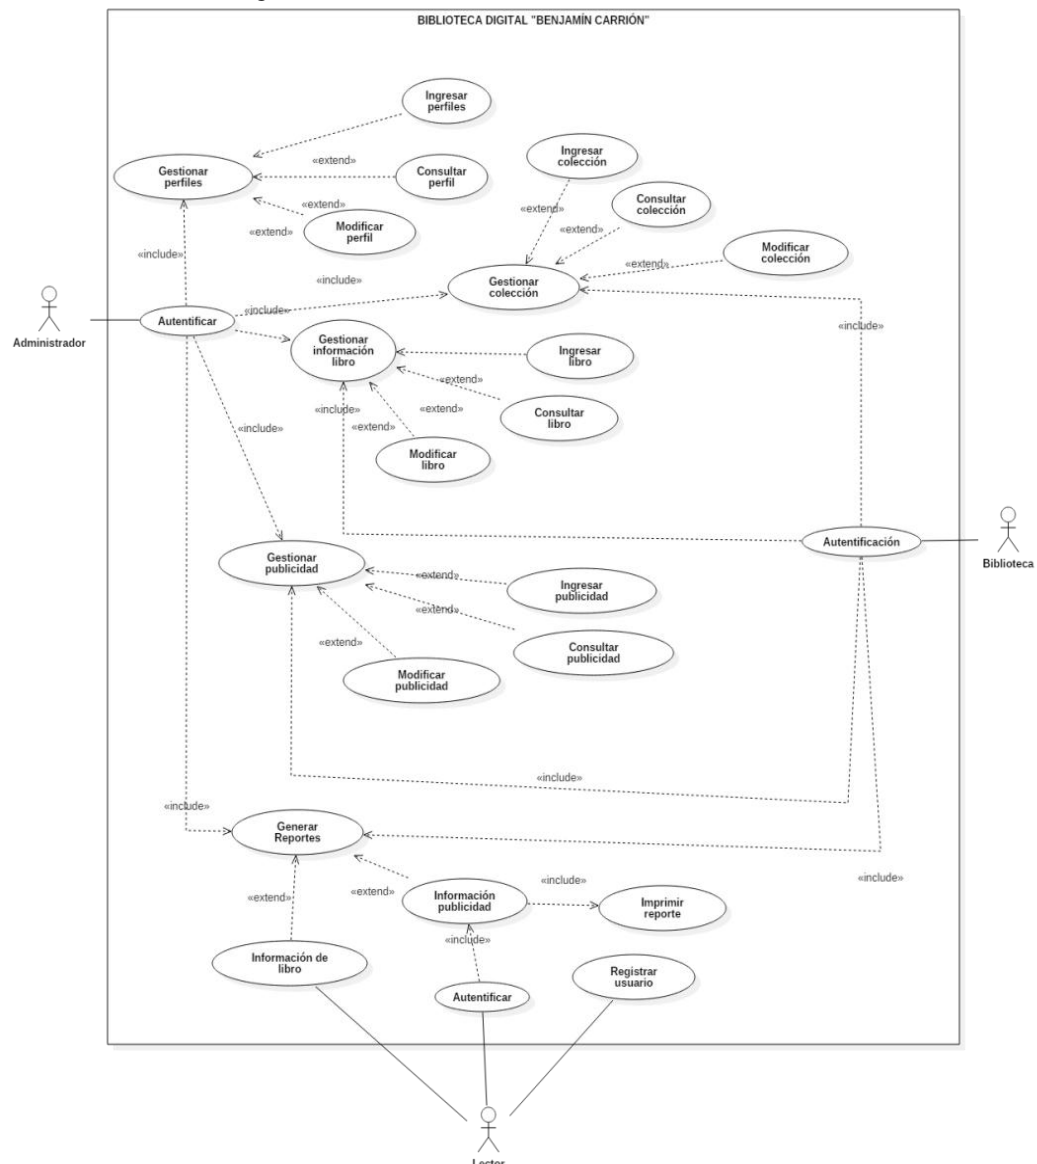 BIBLIOTECA DIGITAL "BENJAMÍN CARRIÓN"
Ingresar
perfiles
Ingresar
colección
«extend»
Gestionar
perfiles
Consultar
perfil
Consultar
colección
«extend»
«extend»
Modificar
perfil
«extend»
«extend»
Modificar
colección
«include»
«extend»
«include»
Gestionar
colección
«include»
Autentificar
Administrador
Gestionar
información
libro
«include»
Ingresar
libro
«extend»
«include»
«extend»
Consultar
libro
«extend»
«include»
Modificar
libro
Autentificación
Biblioteca
Gestionar
publicidad
«extend»
Ingresar
publicidad
«extend»
«extend»
Consultar
publicidad
Modificar
publicidad
«include»
«include»
Generar
Reportes
«include»
«extend»
«include»
«extend»
Información
publicidad
Imprimir
reporte
«include»
Información de
libro
Registrar
usuario
Autentificar
Lector